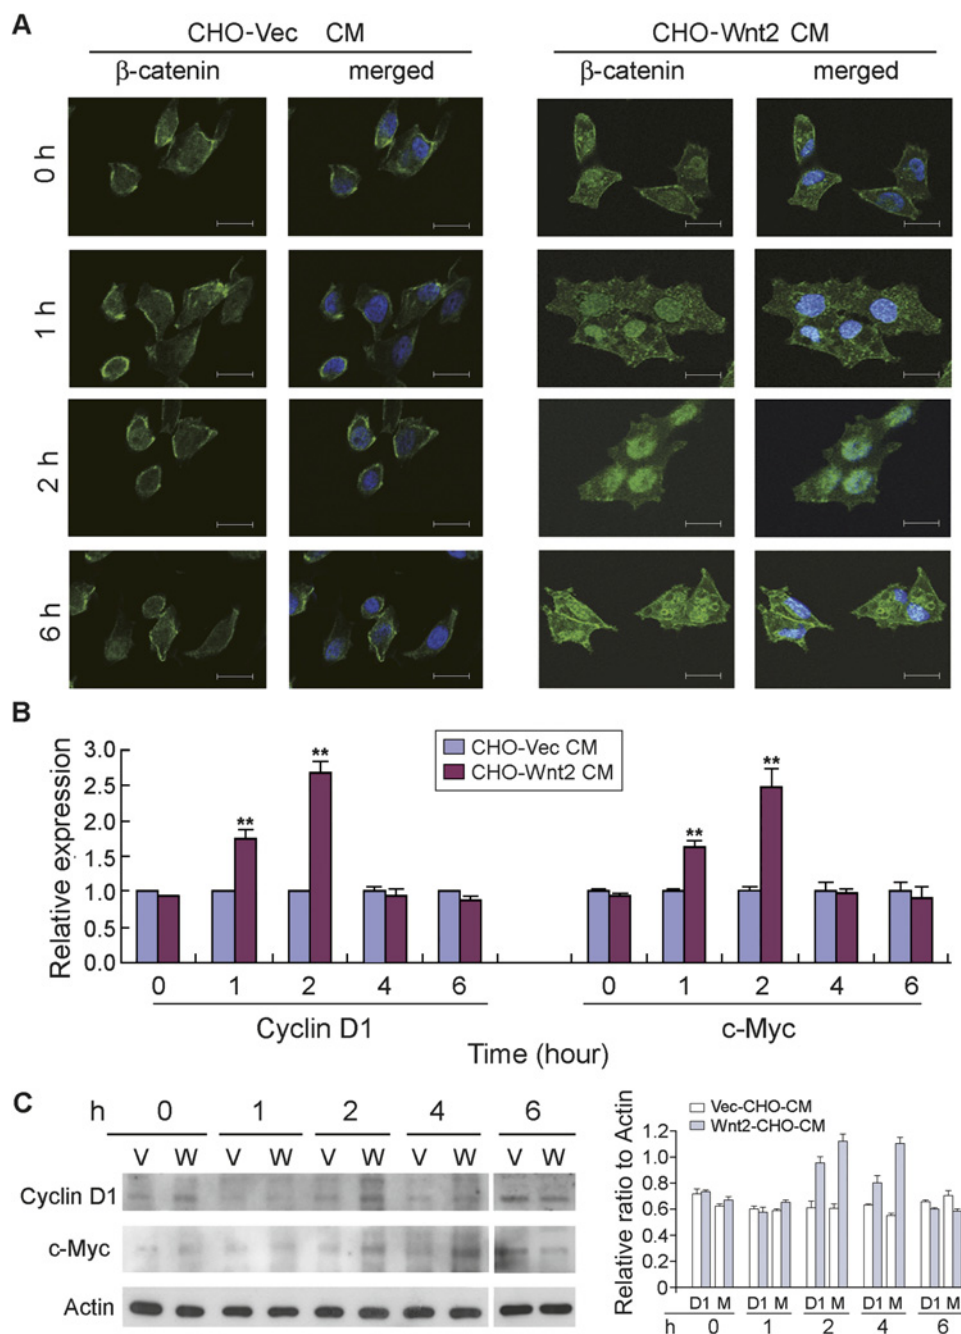 A
CHO-Vec CM
CHO-Wnt2 CM
β-catenin merged
β-catenin merged
0 h
1 h
2 h
6 h
B
Relative expression
3.0
2.5
2.0
1.5
1.0
0.5
0.0
CHO-Vec CM
CHO-Wnt2 CM
** ** ** **
0 1 2 4 6 0 1 2 4 6
Cyclin D1 c-Myc
Time (hour)
C
h 0 1 2 4 6
V W V W V W V W V W
Cyclin D1
c-Myc
Actin
Relative ratio to Actin
Vec-CHO-CM
Wnt2-CHO-CM
1.2
1.0
0.8
0.6
0.4
0.2
0
D1 M D1 M D1 M D1 M D1 M
h 0 1 2 4 6